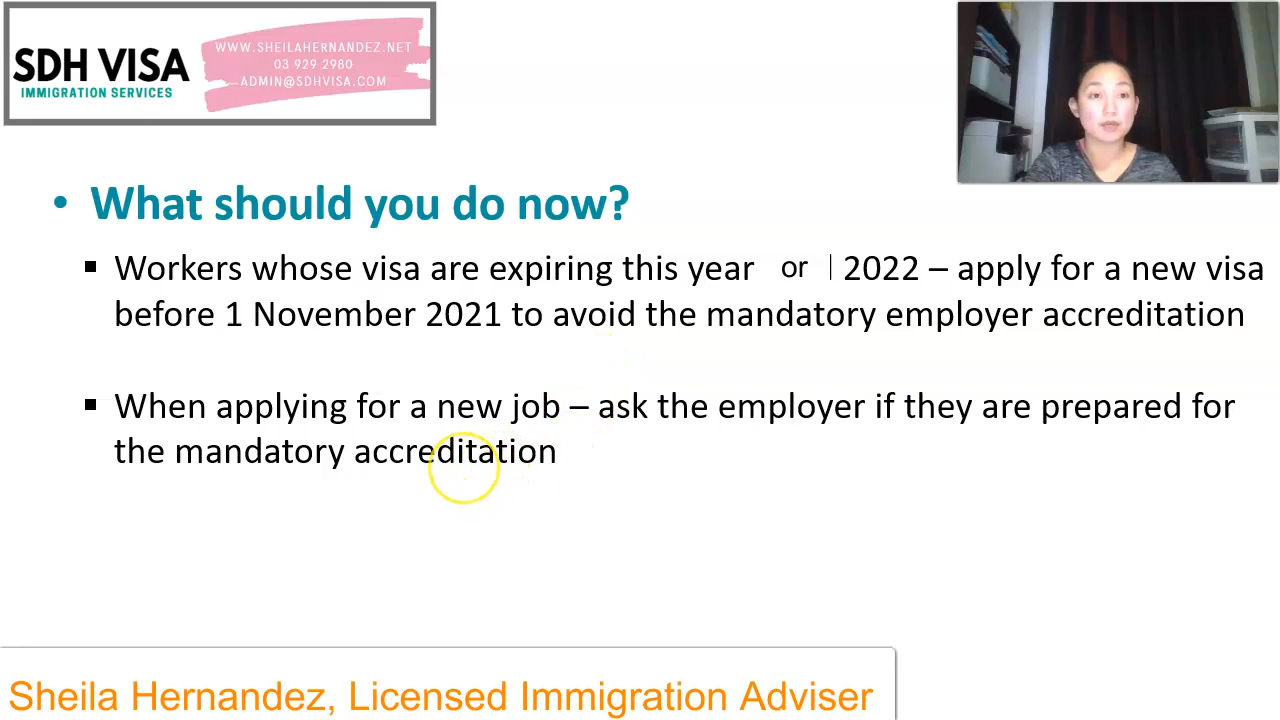 SDH VISA
IMMIGRATION SERVICES
WWW.SHEILAHERNANDEZ.NET
03 929 2980
ADMIN@SDHVISA.COM
• What should you do now?
▪ Workers whose visa are expiring this year or 2022 – apply for a new visa
before 1 November 2021 to avoid the mandatory employer accreditation
▪ When applying for a new job – ask the employer if they are prepared for
the mandatory accreditation
Sheila Hernandez, Licensed Immigration Adviser